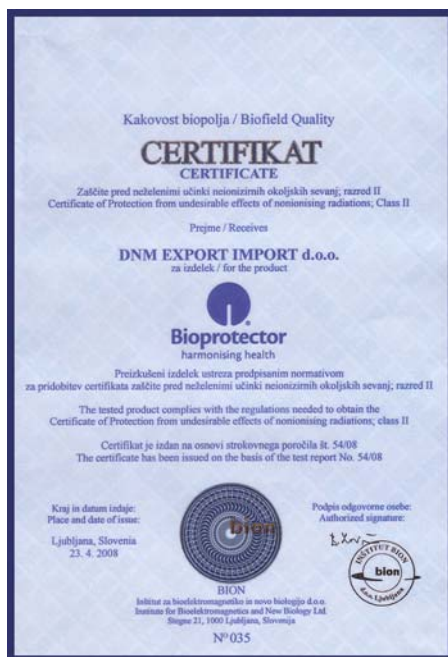 Kakovost biopolja / Biofield Quality
CERTIFIKAT
CERTIFICATE
Zaščite pred neželenimi učinki neionizirnih okoljskih sevanj; razred II
Certificate of Protection from undesirable effects of nonionising radiations; Class II
Prejme / Receives
DNM EXPORT IMPORT d.o.o.
za izdelek / for the product
Bioprotector
harmonising health
Preizkušeni izdelek ustreza predpisanim normativom
za pridobitev certifikata zaščite pred neželenimi učinki neionizirnih okoljskih sevanj; razred II
The tested product complies with the regulations needed to obtain the
Certificate of Protection from undesirable effects of nonionising radiations; class II
Certifikat je izdan na osnovi strokovnega poročila št. 54/08
The certificate has been issued on the basis of the test report No. 54/08
Kraj in datum izdaje:
Place and date of issue:
Ljubljana, Slovenia
23. 4. 2008
bion
Podpis odgovorne osebe:
Authorized signature:
INŠTITUT BION
bion
d.o.o. Ljubljana
BION
Inštitut za bioelektromagnetiko in novo biologijo d.o.o.
Institute for Bioelectromagnetics and New Biology Ltd.
Stegne 21, 1000 Ljubljana, Slovenija
Nº 035